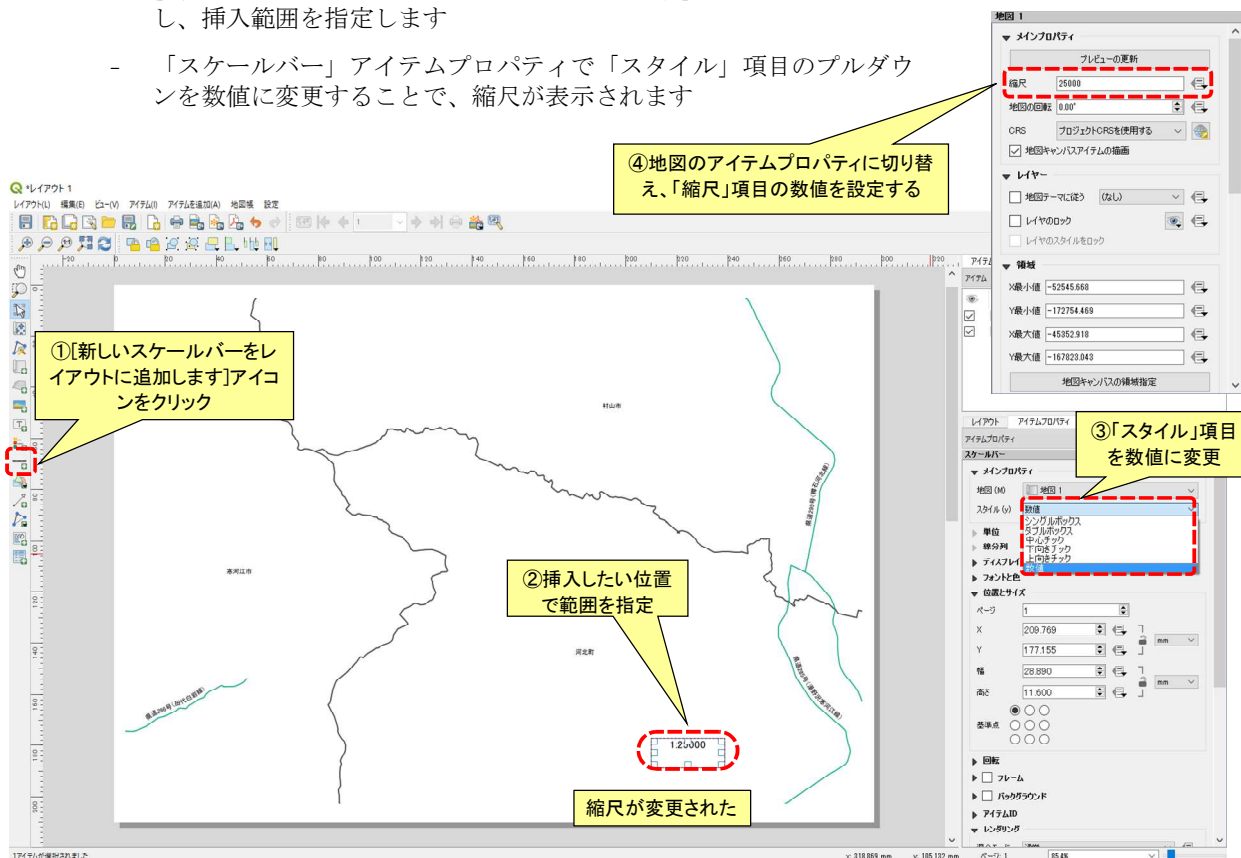 し、挿入範囲を指定します
- 「スケールバー」アイテムプロパティで「スタイル」項目のプルダウ
ンを数値に変更することで、縮尺が表示されます
地図 1
メインプロパティ
プレビューの更新
縮尺 25000
地図の回転 0.00°
CRS プロジェクトCRSを使用する
地図キャンバスアイテムの描画
レイヤー
地図テーマに従う (なし)
レイヤのロック
レイヤのスタイルをロック
領域
X最小値 -52545.668
Y最小値 -172754.469
X最大値 -45352.918
Y最大値 -167823.043
地図キャンバスの領域指定
④地図のアイテムプロパティに切り替
え、「縮尺」項目の数値を設定する
*レイアウト 1
レイアウト(L) 編集(E) ビュー(V) アイテム(I) アイテムを追加(A) 地図帳 設定
①[新しいスケールバーをレ
イアウトに追加します]アイコ
ンをクリック
村山市
寒河江市
河北町
②挿入したい位置
で範囲を指定
1:25000
縮尺が変更された
レイアウト アイテムプロパティ
アイテムプロパティ
スケールバー
③「スタイル」項目
を数値に変更
メインプロパティ
地図 (M) 地図 1
スタイル (y) 数値
シングルボックス
ダブルボックス
中心チック
下向きチック
上向きチック
数値
単位
線分列
ディスプレイ
フォントと色
位置とサイズ
ページ 1
X 209.769
Y 177.155
mm
幅 28.890
高さ 11.600
mm
基準点
回転
フレーム
バックグラウンド
アイテムID
レンダリング
1アイテムが選択されました
x: 318.869 mm y: 105.132 mm ページ: 1 85.4%